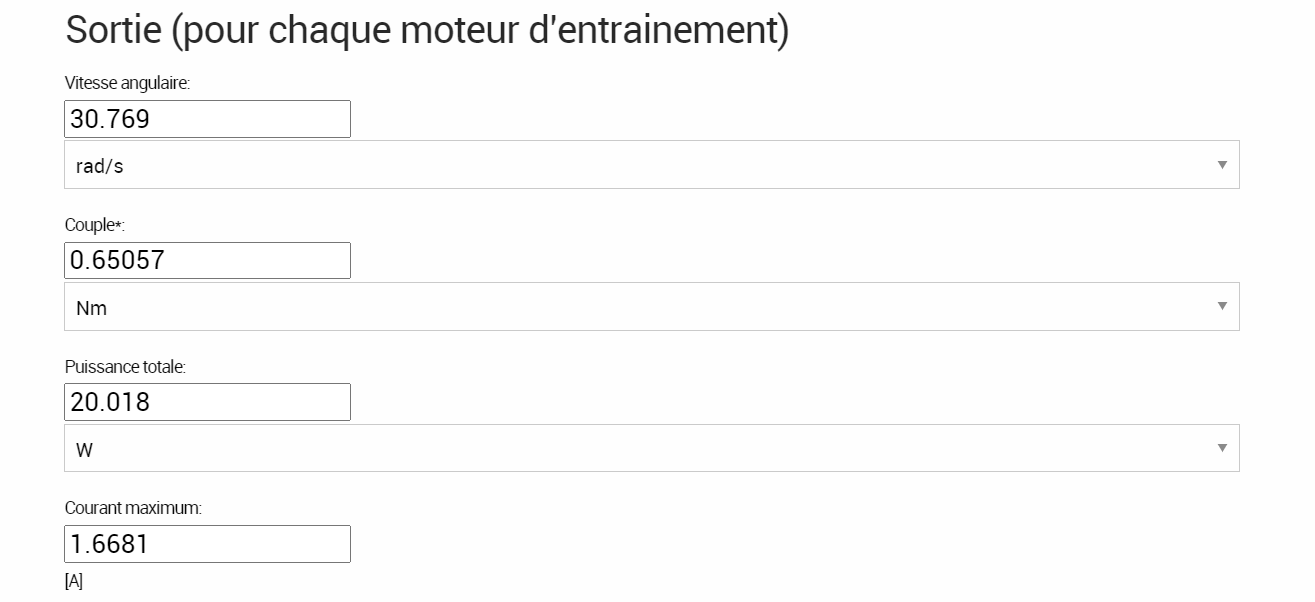 Sortie (pour chaque moteur d'entrainement)
Vitesse angulaire:
30.769
rad/s
Couple*:
0.65057
Nm
Puissance totale:
20.018
W
Courant maximum:
1.6681
[A]